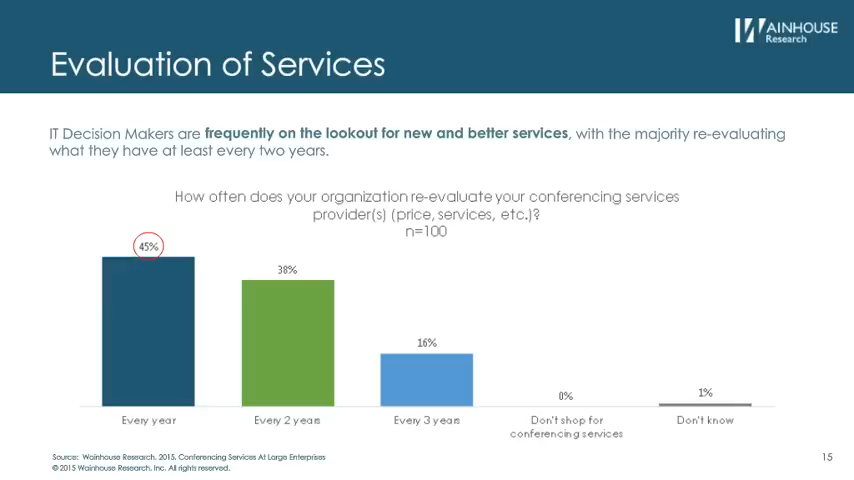 WAINHOUSE
Research
Evaluation of Services
IT Decision Makers are frequently on the lookout for new and better services, with the majority re-evaluating
what they have at least every two years.
How often does your organization re-evaluate your conferencing services
provider(s) (price, services, etc.)?
n=100
45%
38%
16%
0%
1%
Every year
Every 2 years
Every 3 years
Don't shop for
conferencing services
Don't know
Source: Wainhouse Research, 2015, Conferencing Services At Large Enterprises
© 2015 Wainhouse Research, Inc. All rights reserved.
15